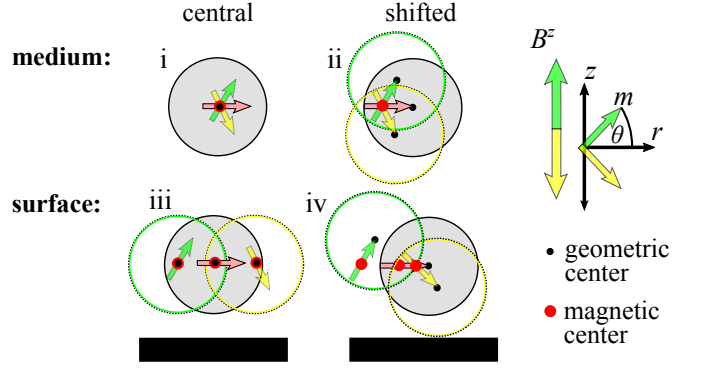 central shifted
medium: i ii
B^z z m θ r
surface: iii iv
geometric
center
magnetic
center